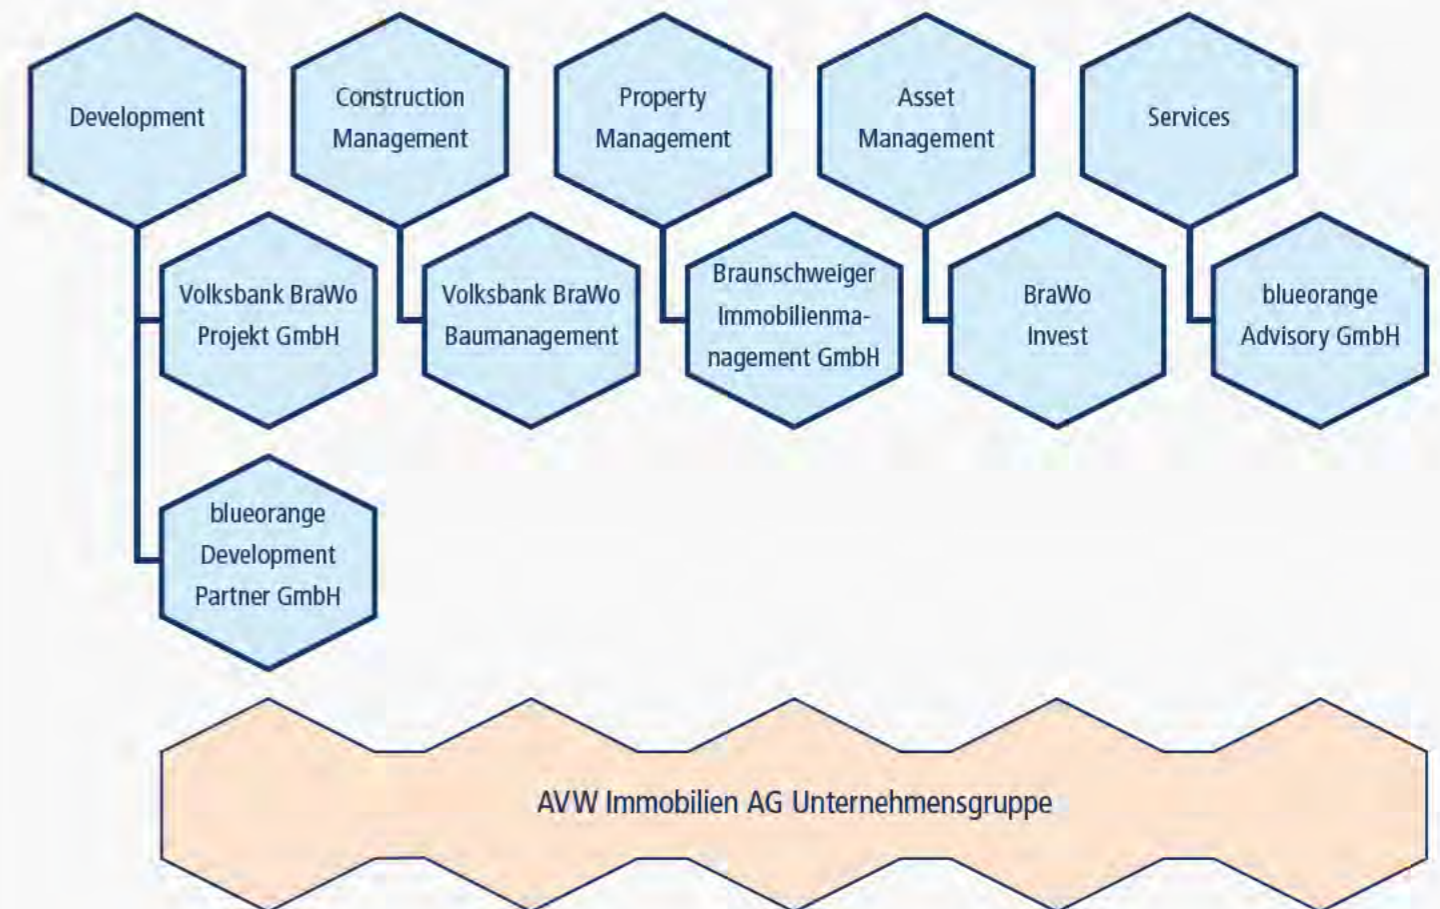 Development
Construction
Management
Property
Management
Asset
Management
Services
Volksbank BraWo
Projekt GmbH
Volksbank BraWo
Baumanagement
Braunschweiger
Immobilienma-
nagement GmbH
BraWo
Invest
blueorange
Advisory GmbH
blueorange
Development
Partner GmbH
AVW Immobilien AG Unternehmensgruppe